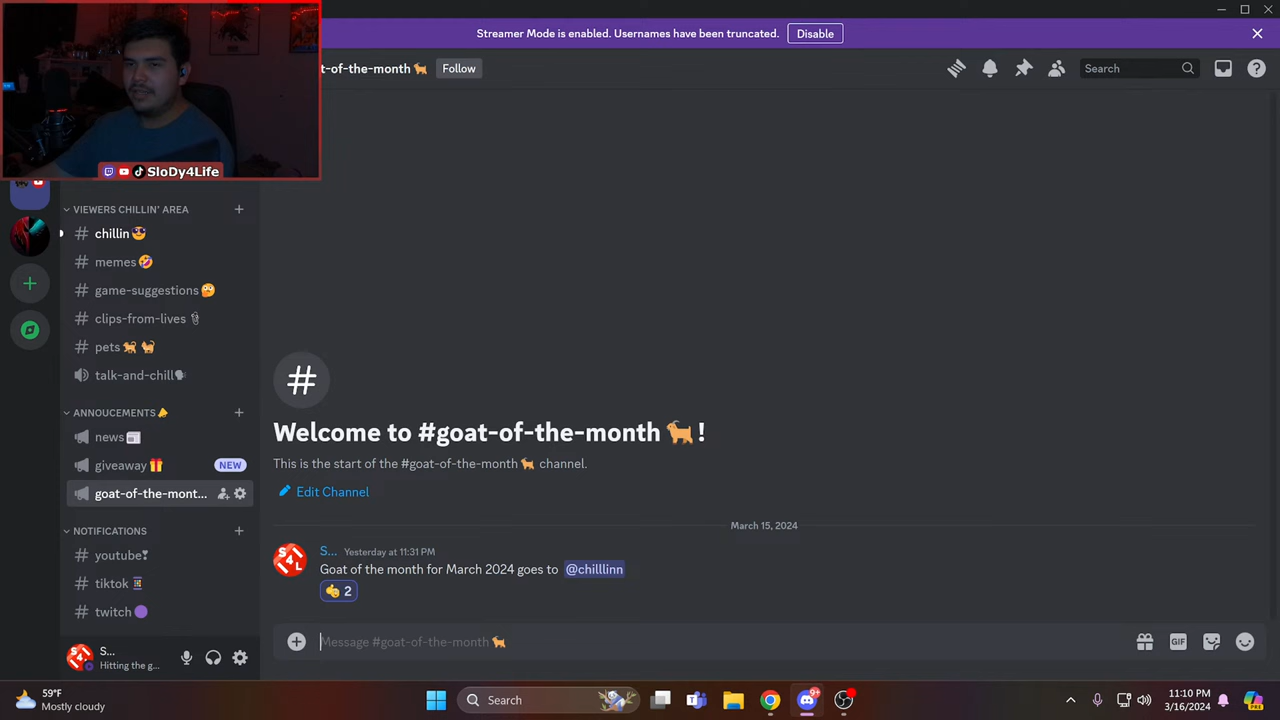 Streamer Mode is enabled. Usernames have been truncated. Disable
t-of-the-month🐕 Follow
Search
SloDy4Life
VIEWERS CHILLIN' AREA
chillin😎
memes🤣
game-suggestions🤔
clips-from-lives📎
pets🐕🐈
talk-and-chill🗣
ANNOUCEMENTS📣
news📰
giveaway🎁 NEW
goat-of-the-mont...
NOTIFICATIONS
youtube❣
tiktok
twitch🟣
S...
Hitting the g...
Welcome to #goat-of-the-month🐕!
This is the start of the #goat-of-the-month🐕 channel.
Edit Channel
March 15, 2024
S4L
S... Yesterday at 11:31 PM
Goat of the month for March 2024 goes to @chilllinn
2
Message #goat-of-the-month🐕
GIF
59°F
Mostly cloudy
Search
9+
11:10 PM
3/16/2024
PRE